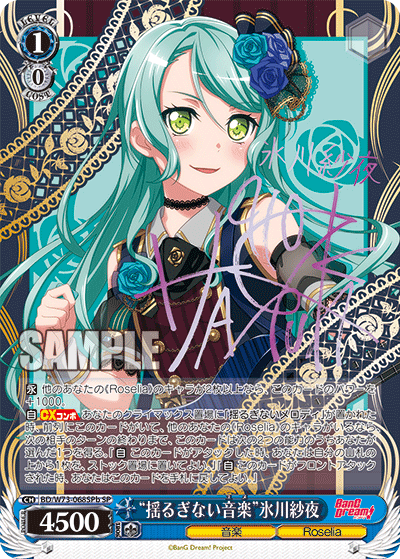 LEVEL
1
0
COST
氷川紗夜
SAMPLE
永 他のあなたの《Roselia》のキャラが2枚以上なら、このカードのパワーを
+1000。
自 CXコンボ あなたのクライマックス置場に「揺るぎないメロディ」が置かれた
時、前列にこのカードがいて、他のあなたの《Roselia》のキャラがいるなら、
次の相手のターンの終わりまで、このカードは次の2つの能力のうちあなたが
選んだ1つを得る。『自 このカードがアタックした時、あなたは自分の山札の
上から1枚を、ストック置場に置いてよい。』『自 このカードがフロントアタック
された時、あなたはこのカードを手札に戻してよい。』
CH BD/W73-068SPb SP
4500
POWER
“揺るぎない音楽”氷川紗夜
BanG Dream!
音楽
Roselia
©BanG Dream! Project